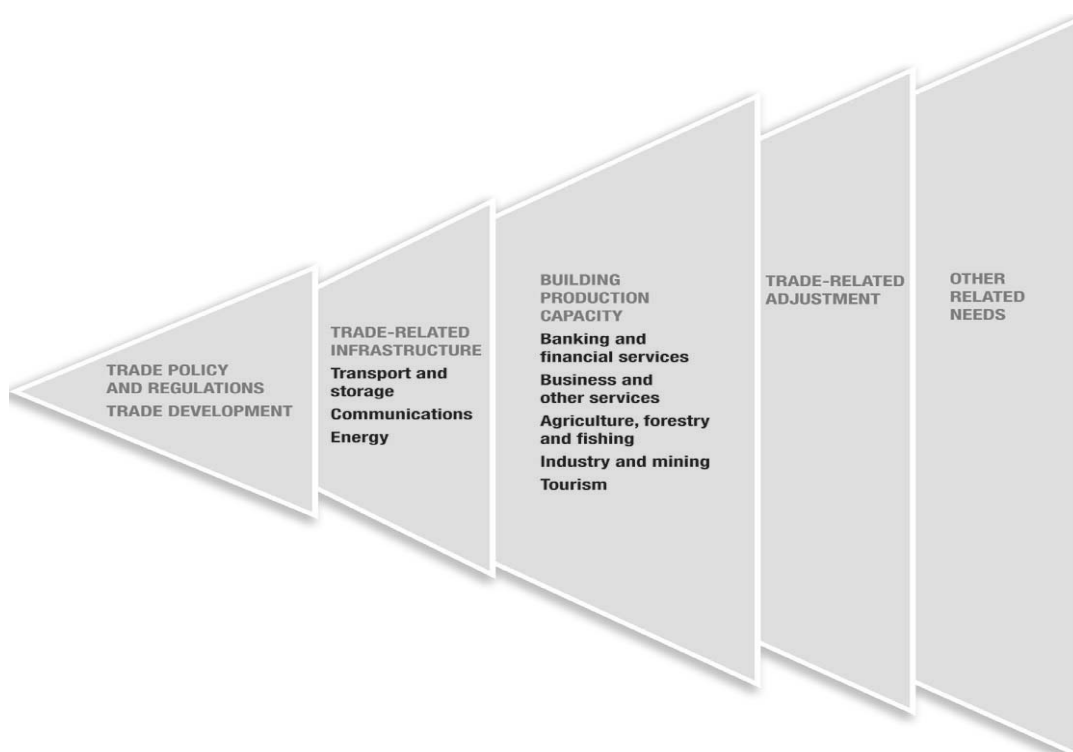 TRADE POLICY
AND REGULATIONS
TRADE DEVELOPMENT
TRADE-RELATED
INFRASTRUCTURE
Transport and
storage
Communications
Energy
BUILDING
PRODUCTION
CAPACITY
Banking and
financial services
Business and
other services
Agriculture, forestry
and fishing
Industry and mining
Tourism
TRADE-RELATED
ADJUSTMENT
OTHER
RELATED
NEEDS